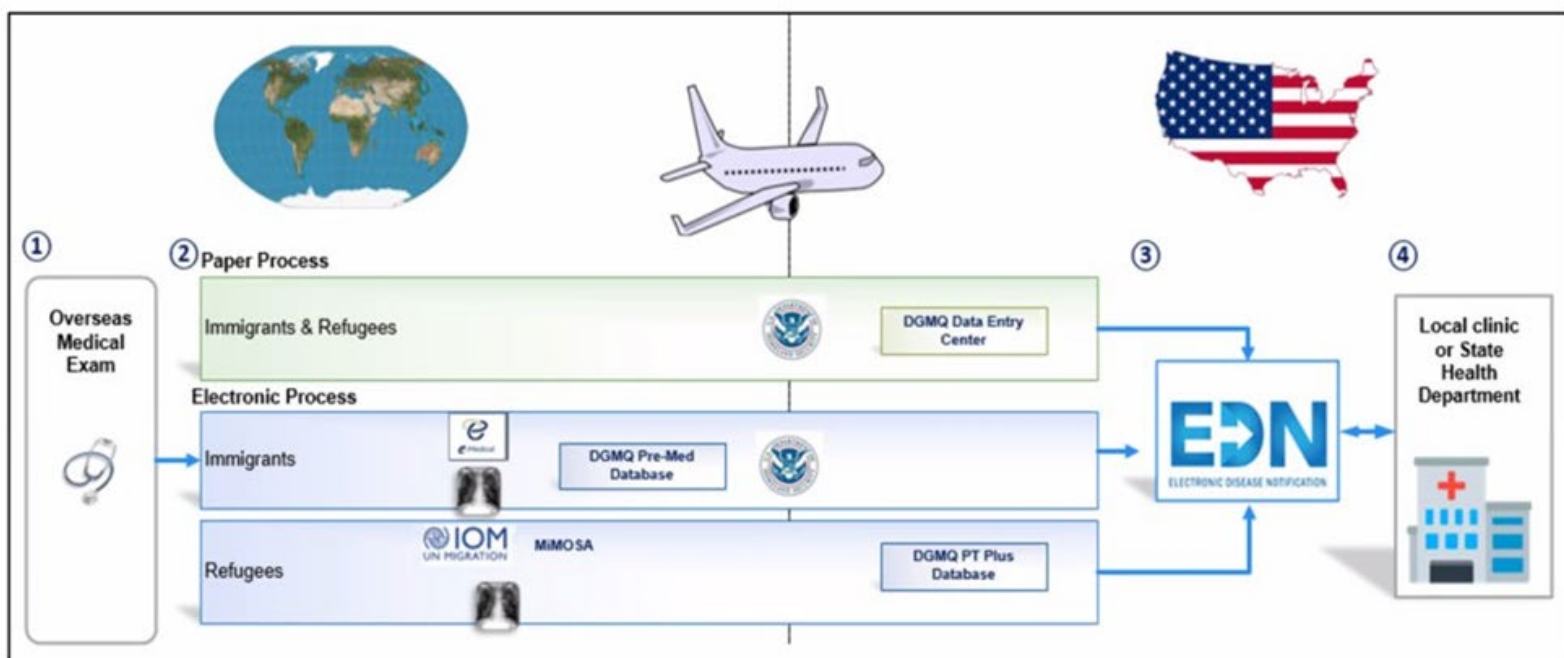 ①
Overseas
Medical
Exam
②
Paper Process
Immigrants & Refugees
DGMQ Data Entry
Center
Electronic Process
Immigrants
e
eMedical
DGMQ Pre-Med
Database
Refugees
IOM
UN MIGRATION
MiMOSA
DGMQ PT Plus
Database
③
EDN
ELECTRONIC DISEASE NOTIFICATION
④
Local clinic
or State
Health
Department